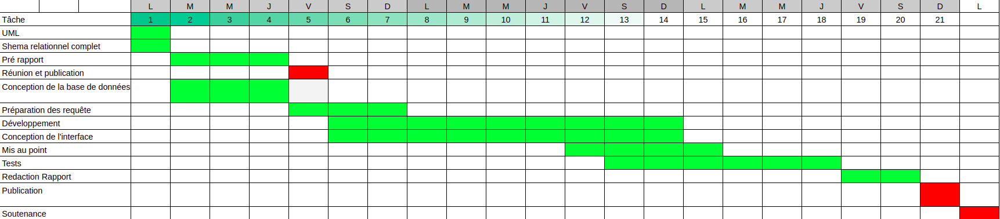 L M M J V S D L M M J V S D L M M J V S D L
Tâche 1 2 3 4 5 6 7 8 9 10 11 12 13 14 15 16 17 18 19 20 21
UML
Shema relationnel complet
Pré rapport
Réunion et publication
Conception de la base de données
Préparation des requête
Développement
Conception de l'interface
Mis au point
Tests
Redaction Rapport
Publication
Soutenance